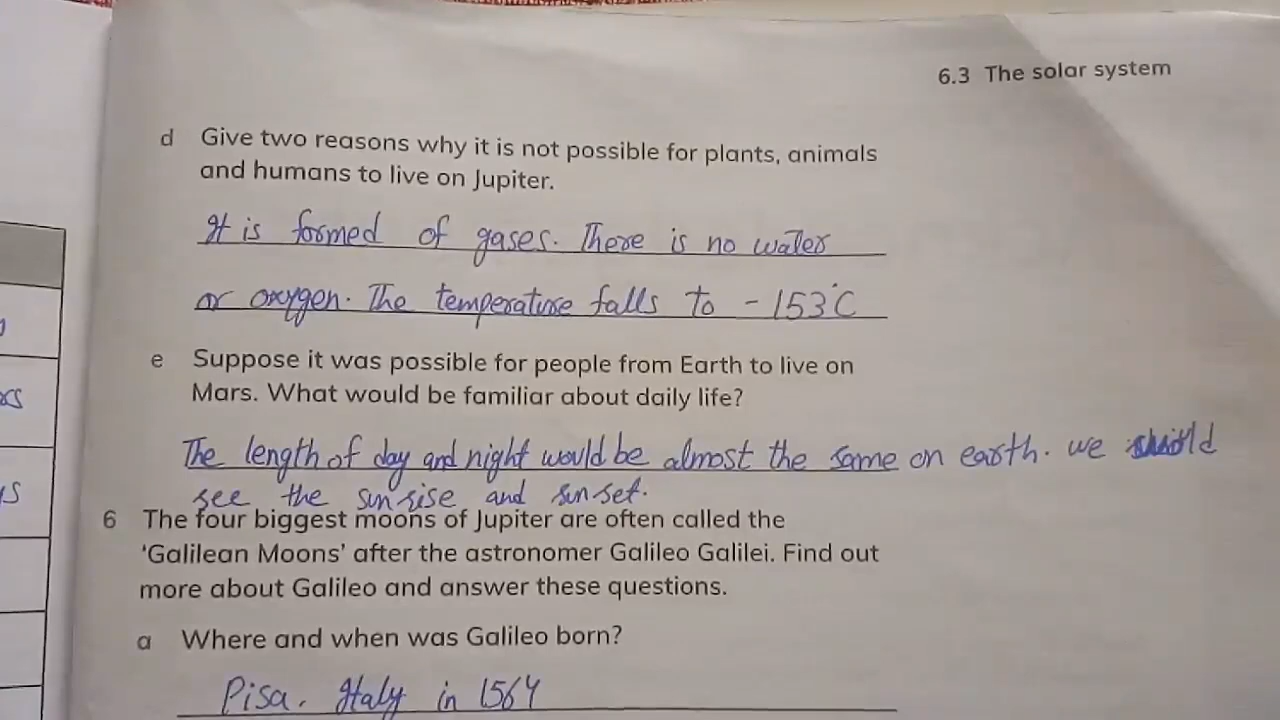 6.3 The solar system
d Give two reasons why it is not possible for plants, animals
and humans to live on Jupiter.
It is formed of gases. There is no water
or oxygen. The temperature falls to -153°C
e Suppose it was possible for people from Earth to live on
Mars. What would be familiar about daily life?
The length of day and night would be almost the same on earth. we should
see the sun rise and sun set.
6 The four biggest moons of Jupiter are often called the
'Galilean Moons' after the astronomer Galileo Galilei. Find out
more about Galileo and answer these questions.
a Where and when was Galileo born?
Pisa, Italy in 1564